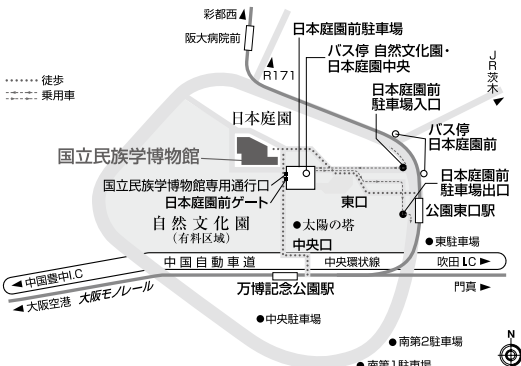 彩都西
阪大病院前
日本庭園前駐車場
バス停 自然文化園・
日本庭園中央
R171
JR茨木
徒歩
乗用車
日本庭園前
駐車場入口
日本庭園
バス停
日本庭園前
国立民族学博物館
国立民族学博物館専用通行口
日本庭園前ゲート
日本庭園前
駐車場出口
東口
公園東口駅
自然文化園
(有料区域)
太陽の塔
中央口
東駐車場
中国自動車道
中央環状線
吹田I.C
中国豊中I.C
大阪空港
大阪モノレール
万博記念公園駅
門真
中央駐車場
南第2駐車場
南第1駐車場
N